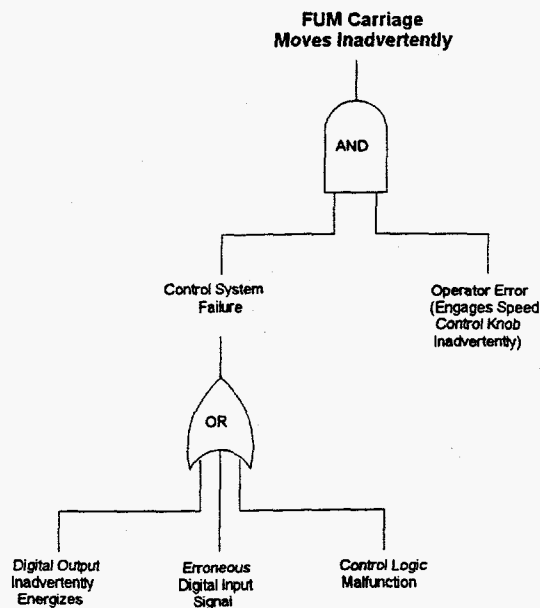 FUM Carriage
Moves Inadvertently
AND
Control System
Failure
Operator Error
(Engages Speed
Control Knob
Inadvertently)
OR
Digital Output
Inadvertently
Energizes
Erroneous
Digital Input
Signal
Control Logic
Malfunction